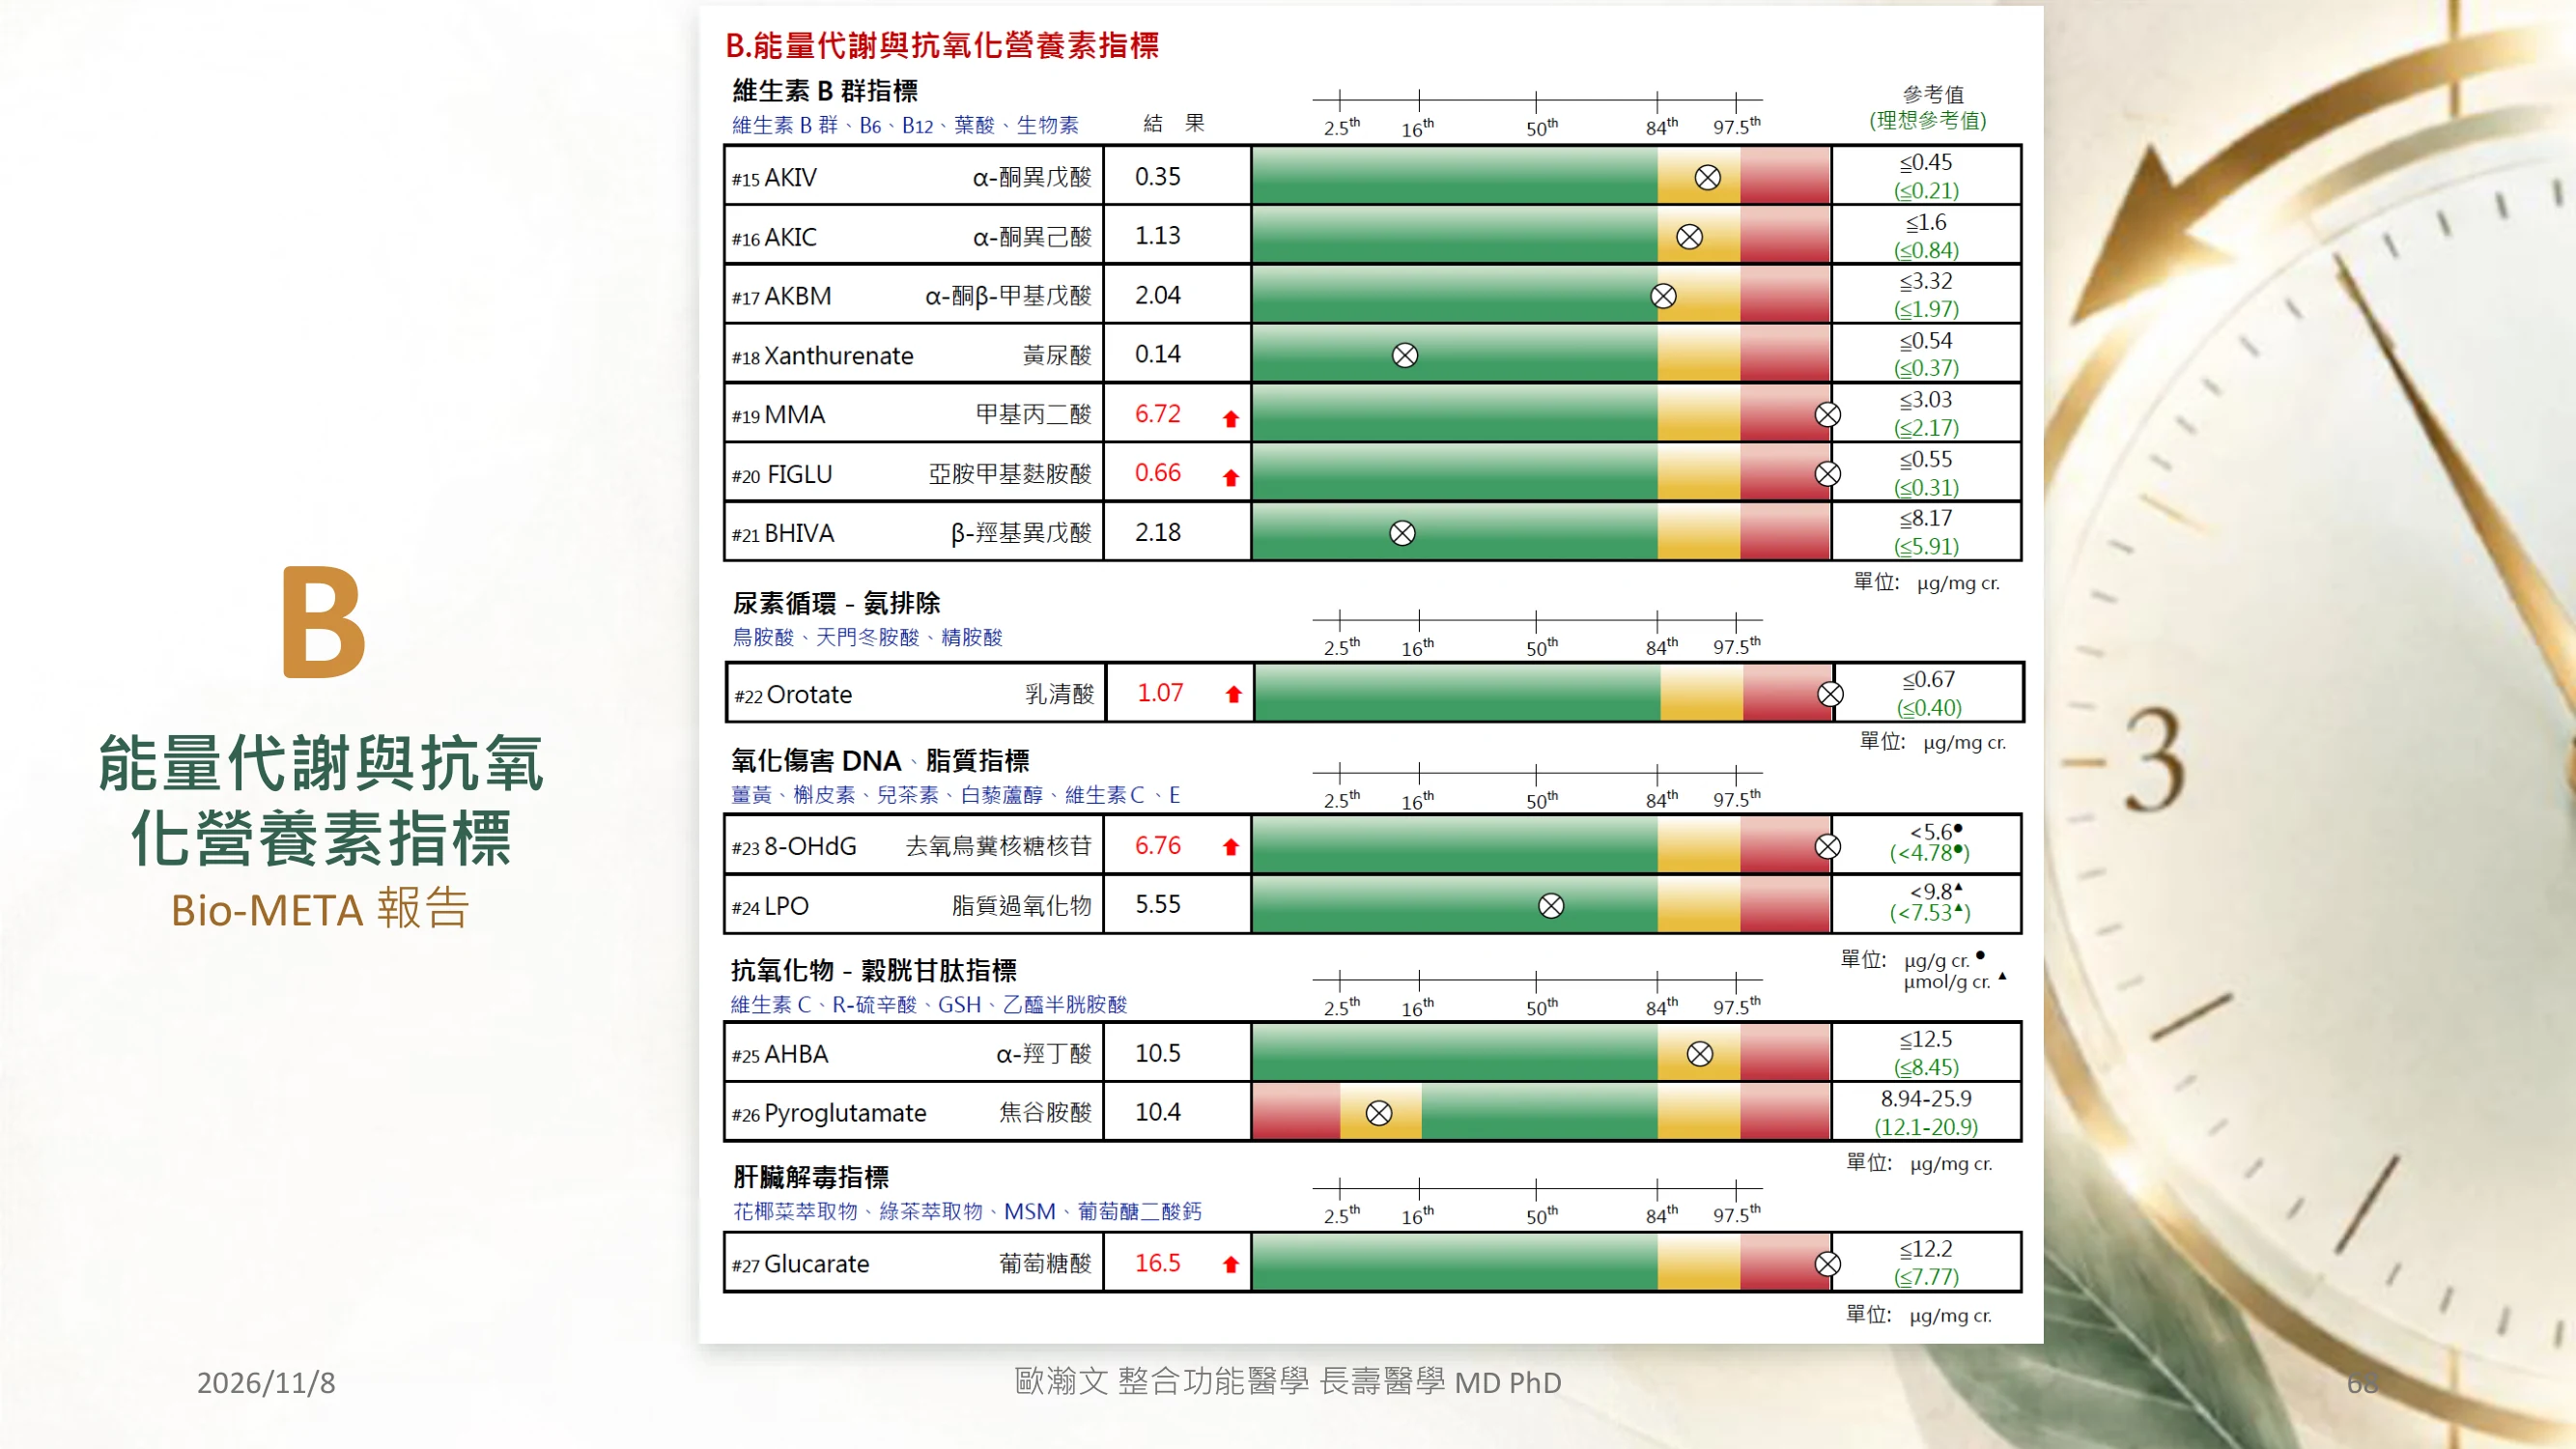 B
能量代謝與抗氧
化營養素指標
Bio-META 報告
B.能量代謝與抗氧化營養素指標
維生素 B 群指標
維生素 B 群、B6、B12、葉酸、生物素 結 果 2.5th 16th 50th 84th 97.5th 參考值
(理想參考值)
#15 AKIV α-酮異戊酸 0.35 ≦0.45
(≦0.21)
#16 AKIC α-酮異己酸 1.13 ≦1.6
(≦0.84)
#17 AKBM α-酮β-甲基戊酸 2.04 ≦3.32
(≦1.97)
#18 Xanthurenate 黃尿酸 0.14 ≦0.54
(≦0.37)
#19 MMA 甲基丙二酸 6.72 ≦3.03
(≦2.17)
#20 FIGLU 亞胺甲基麩胺酸 0.66 ≦0.55
(≦0.31)
#21 BHIVA β-羥基異戊酸 2.18 ≦8.17
(≦5.91)
單位: μg/mg cr.
尿素循環 - 氨排除
鳥胺酸、天門冬胺酸、精胺酸 2.5th 16th 50th 84th 97.5th
#22 Orotate 乳清酸 1.07 ≦0.67
(≦0.40)
單位: μg/mg cr.
氧化傷害 DNA、脂質指標
薑黃、槲皮素、兒茶素、白藜蘆醇、維生素C、E 2.5th 16th 50th 84th 97.5th
#23 8-OHdG 去氧鳥糞核糖核苷 6.76 <5.6●
(<4.78●)
#24 LPO 脂質過氧化物 5.55 <9.8▲
(<7.53▲)
單位: μg/g cr. ●
μmol/g cr. ▲
抗氧化物 - 穀胱甘肽指標
維生素 C、R-硫辛酸、GSH、乙醯半胱胺酸 2.5th 16th 50th 84th 97.5th
#25 AHBA α-羥丁酸 10.5 ≦12.5
(≦8.45)
#26 Pyroglutamate 焦谷胺酸 10.4 8.94-25.9
(12.1-20.9)
單位: μg/mg cr.
肝臟解毒指標
花椰菜萃取物、綠茶萃取物、MSM、葡萄醣二酸鈣 2.5th 16th 50th 84th 97.5th
#27 Glucarate 葡萄糖酸 16.5 ≦12.2
(≦7.77)
單位: μg/mg cr.
3
2026/11/8 歐瀚文 整合功能醫學 長壽醫學 MD PhD 68